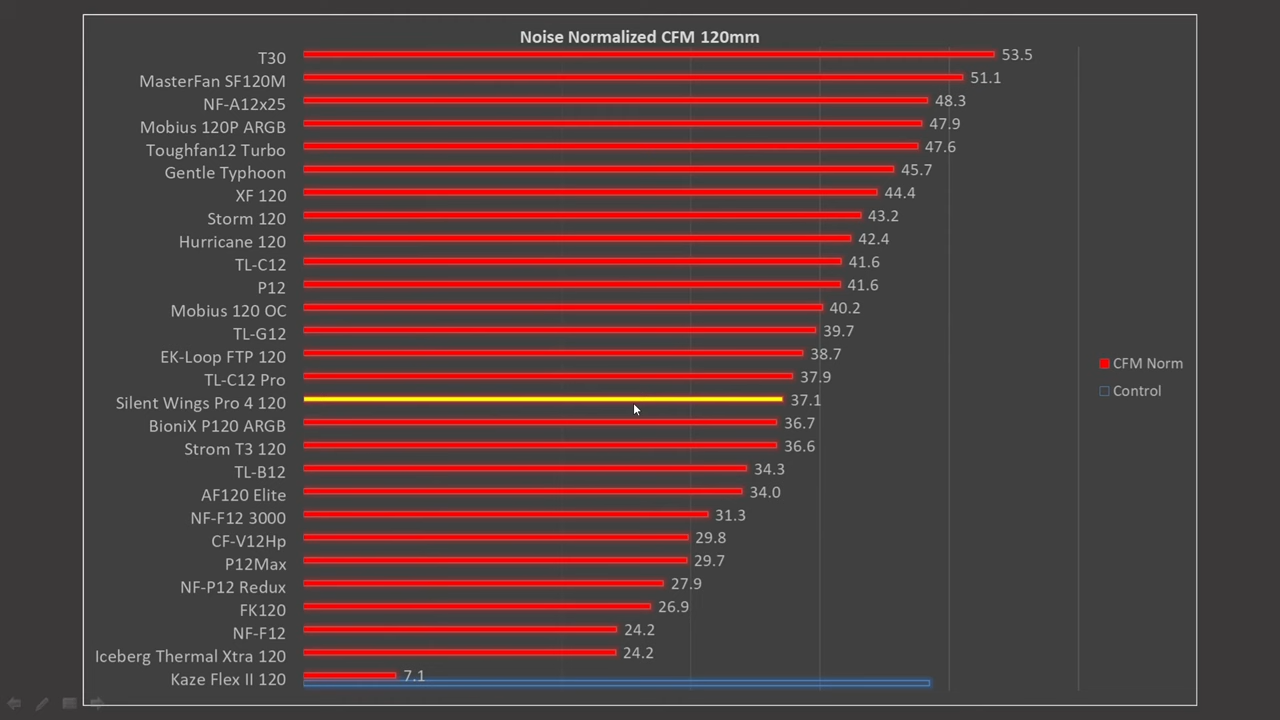 Noise Normalized CFM 120mm
T30 53.5
MasterFan SF120M 51.1
NF-A12x25 48.3
Mobius 120P ARGB 47.9
Toughfan12 Turbo 47.6
Gentle Typhoon 45.7
XF 120 44.4
Storm 120 43.2
Hurricane 120 42.4
TL-C12 41.6
P12 41.6
Mobius 120 OC 40.2
TL-G12 39.7
EK-Loop FTP 120 38.7
CFM Norm
TL-C12 Pro 37.9
Control
Silent Wings Pro 4 120 37.1
BioniX P120 ARGB 36.7
Strom T3 120 36.6
TL-B12 34.3
AF120 Elite 34.0
NF-F12 3000 31.3
CF-V12Hp 29.8
P12Max 29.7
NF-P12 Redux 27.9
FK120 26.9
NF-F12 24.2
Iceberg Thermal Xtra 120 24.2
Kaze Flex II 120 7.1